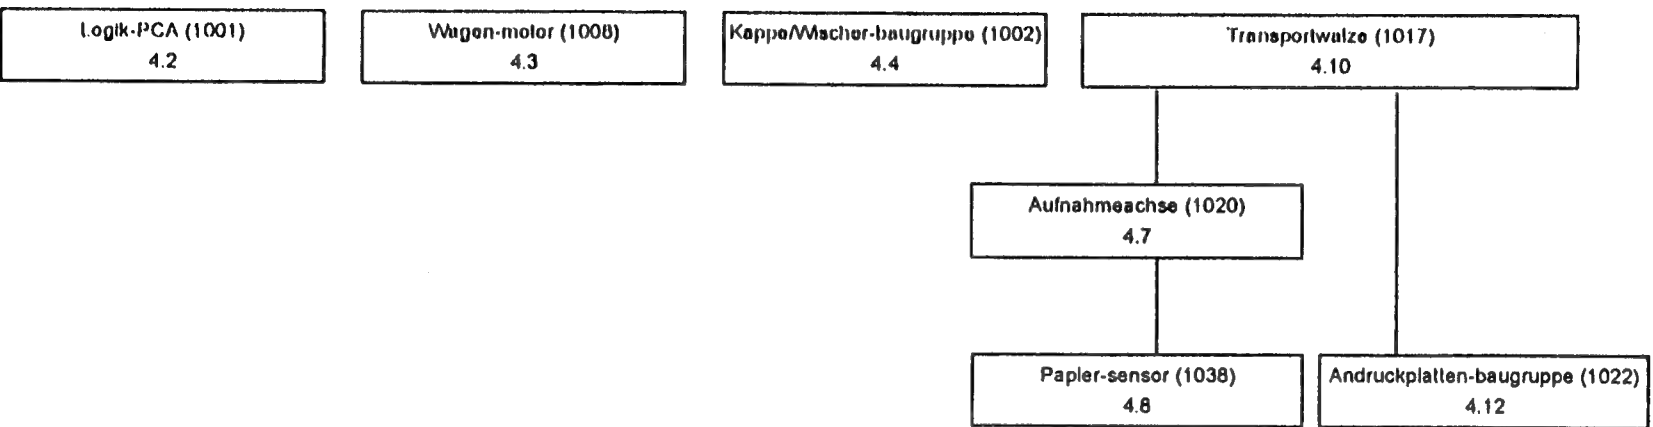 Logik-PCA (1001)
4.2
Wagen-motor (1008)
4.3
Kappe/Wischer-baugruppe (1002)
4.4
Transportwalze (1017)
4.10
Aufnahmeachse (1020)
4.7
Papier-sensor (1038)
4.8
Andruckplatten-baugruppe (1022)
4.12